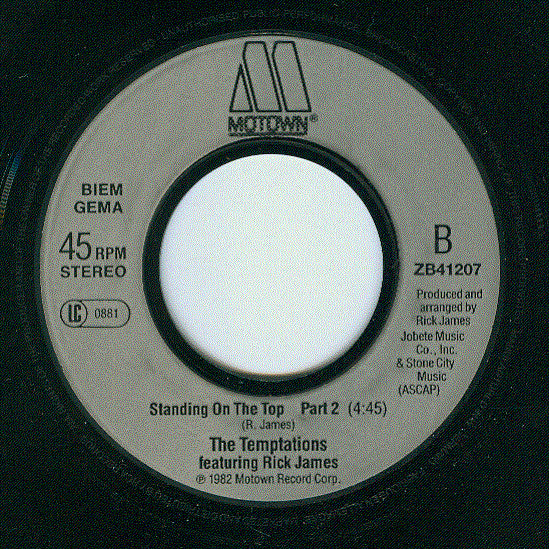 MOTOWN®
BIEM
GEMA
45 RPM
STEREO
LC 0881
B
ZB41207
Produced and
arranged by
Rick James
Jobete Music
Co., Inc.
& Stone City
Music
(ASCAP)
Standing On The Top Part 2 (4:45)
(R. James)
The Temptations
featuring Rick James
℗ 1982 Motown Record Corp.